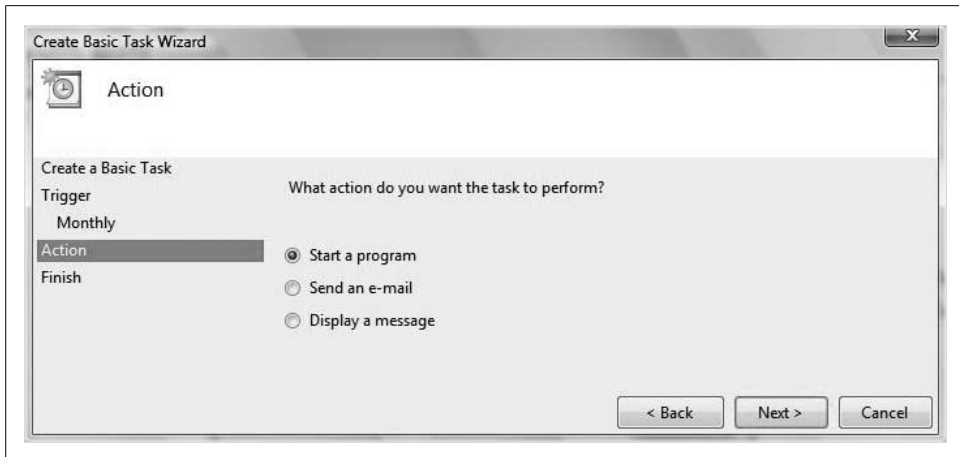 Create Basic Task Wizard
Action
Create a Basic Task
Trigger
Monthly
Action
Finish
What action do you want the task to perform?
Start a program
Send an e-mail
Display a message
< Back
Next >
Cancel